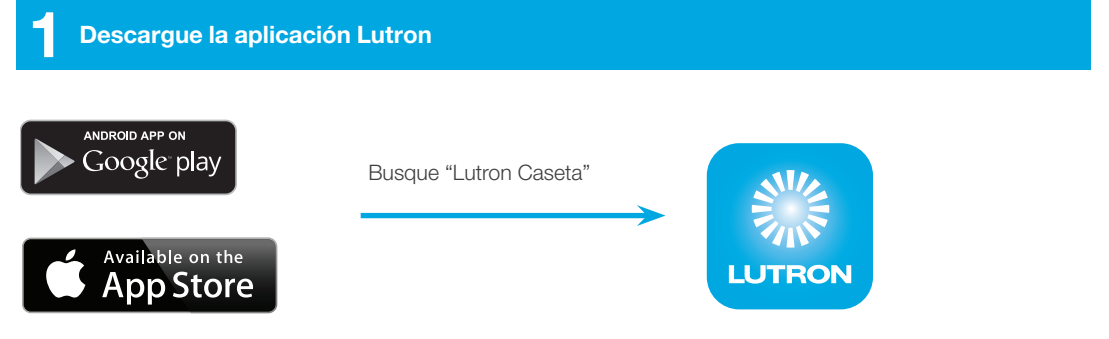 1 Descargue la aplicación Lutron
ANDROID APP ON
Google play
Busque “Lutron Caseta”
Available on the
App Store
LUTRON